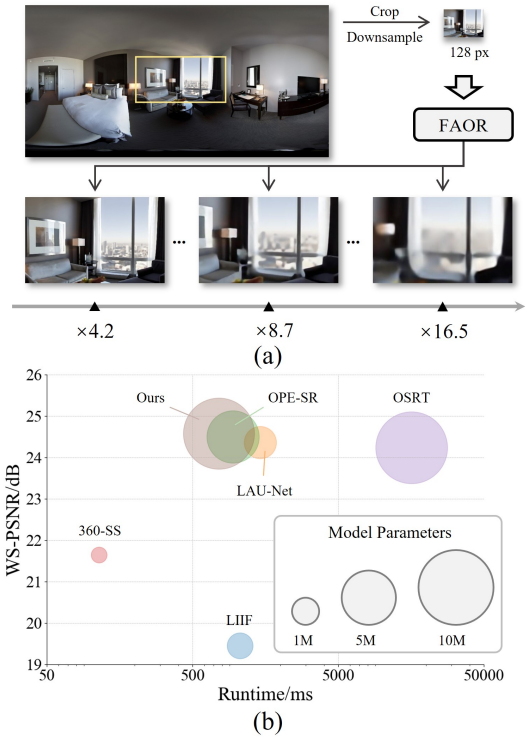 Crop
Downsample
128 px
FAOR
... ...
×4.2 ×8.7 ×16.5
(a)
26
25
24
23
22
21
20
19
WS-PSNR/dB
Ours OPE-SR OSRT
LAU-Net
360-SS
LIIF
Model Parameters
1M 5M 10M
50 500 5000 50000
Runtime/ms
(b)